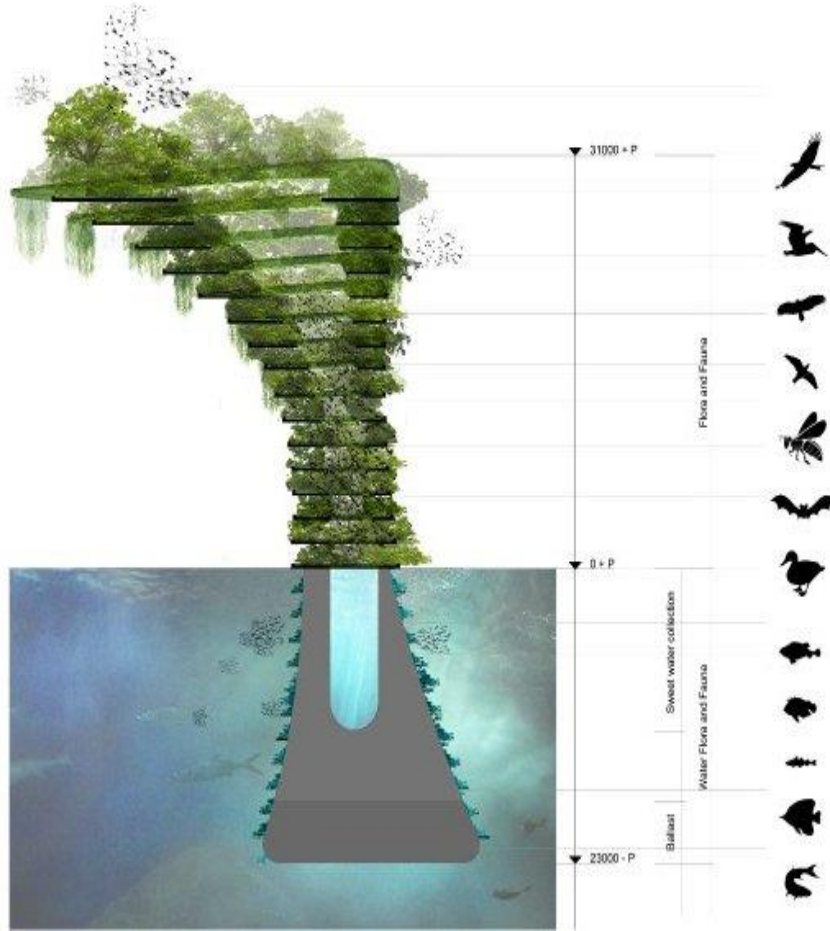 31000 + P
Flora and Fauna
0 + P
Sweet water collection
Water Flora and Fauna
Ballast
23000 - P